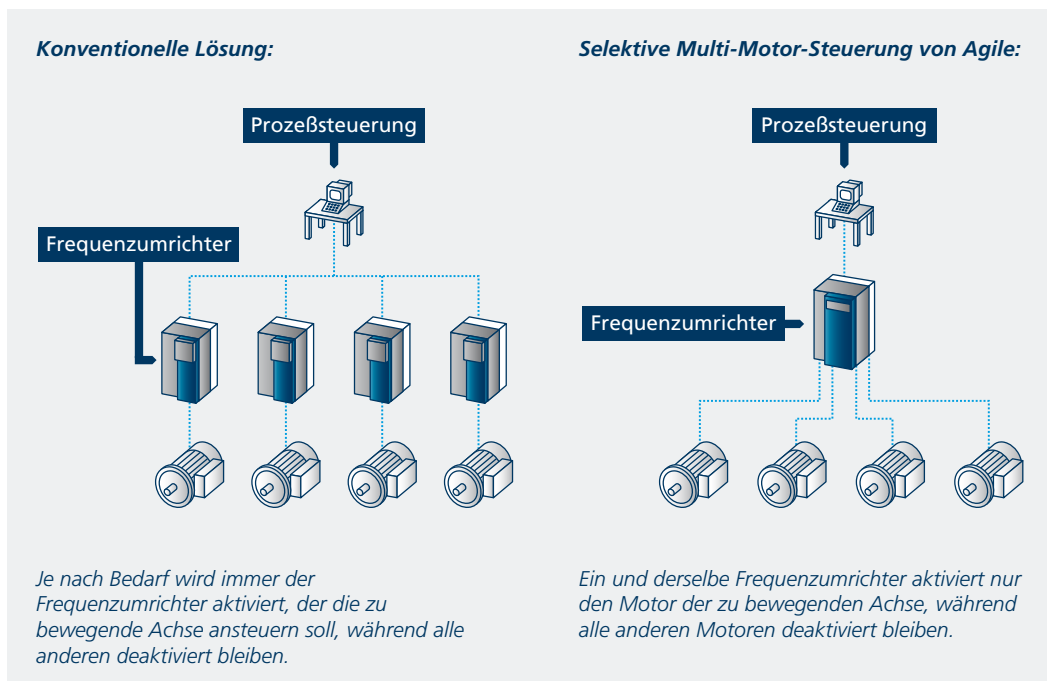 Konventionelle Lösung:
Prozeßsteuerung
Frequenzumrichter
Je nach Bedarf wird immer der
Frequenzumrichter aktiviert, der die zu
bewegende Achse ansteuern soll, während alle
anderen deaktiviert bleiben.
Selektive Multi-Motor-Steuerung von Agile:
Prozeßsteuerung
Frequenzumrichter
Ein und derselbe Frequenzumrichter aktiviert nur
den Motor der zu bewegenden Achse, während
alle anderen Motoren deaktiviert bleiben.